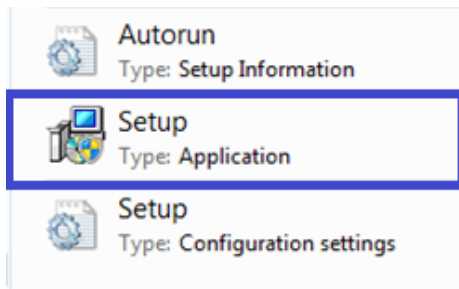 Autorun
Type: Setup Information
Setup
Type: Application
Setup
Type: Configuration settings